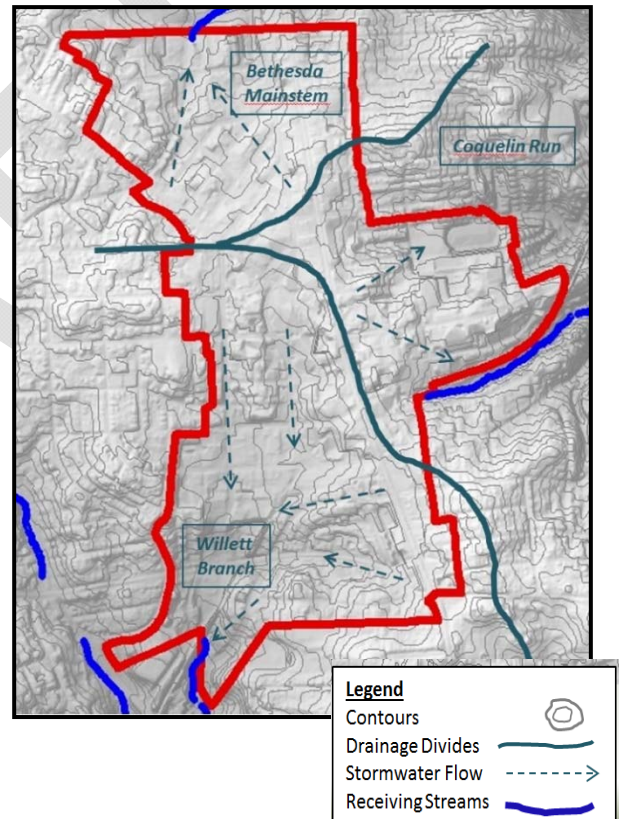 Bethesda
Mainstem
Coquelin Run
Willett
Branch
Legend
Contours
Drainage Divides
Stormwater Flow
Receiving Streams